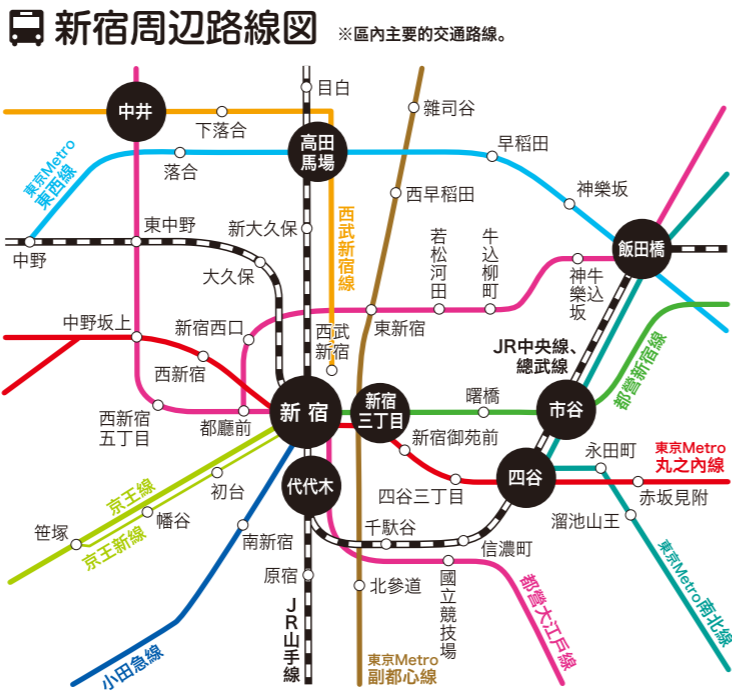 新宿周辺路線図
※區內主要的交通路線。
目白
中井
下落合
雜司谷
高田
馬場
早稻田
東京Metro
東西線
落合
西早稻田
神樂坂
東中野
新大久保
西武新宿線
若松河田
牛込柳町
飯田橋
中野
大久保
牛込
神樂坂
中野坂上
新宿西口
西武
新宿
東新宿
JR中央線、
總武線
都營新宿線
西新宿
西新宿
五丁目
都廳前
新宿
新宿
三丁目
曙橋
市谷
新宿御苑前
永田町
東京Metro
丸之內線
京王線
初台
代代木
四谷三丁目
四谷
赤坂見附
笹塚
幡谷
京王新線
南新宿
千駄谷
信濃町
溜池山王
東京Metro南北線
原宿
北參道
國立競技場
都營大江戶線
JR山手線
小田急線
東京Metro
副都心線